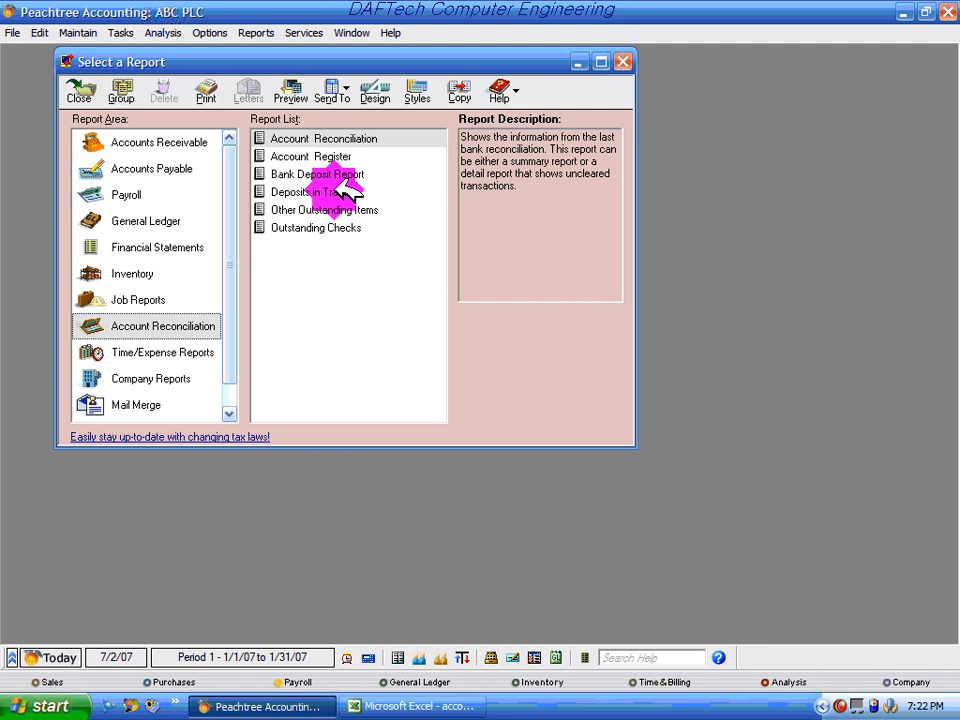 DAFTech Computer Engineering
Peachtree Accounting: ABC PLC
File Edit Maintain Tasks Analysis Options Reports Services Window Help
Select a Report
Close Group Delete Print Letters Preview Send To Design Styles Copy Help
Report Area:
Accounts Receivable
Accounts Payable
Payroll
General Ledger
Financial Statements
Inventory
Job Reports
Account Reconciliation
Time/Expense Reports
Company Reports
Mail Merge
Report List:
Account Reconciliation
Account Register
Bank Deposit Report
Deposits in
Other Outstanding Items
Outstanding Checks
Report Description:
Shows the information from the last
bank reconciliation. This report can
be either a summary report or a
detail report that shows uncleared
transactions.
Easily stay up-to-date with changing tax laws!
Today 7/2/07 Period 1 - 1/1/07 to 1/31/07 Search Help
Sales Purchases Payroll General Ledger Inventory Time & Billing Analysis Company
start Peachtree Accountin... Microsoft Excel - acco... 7:22 PM